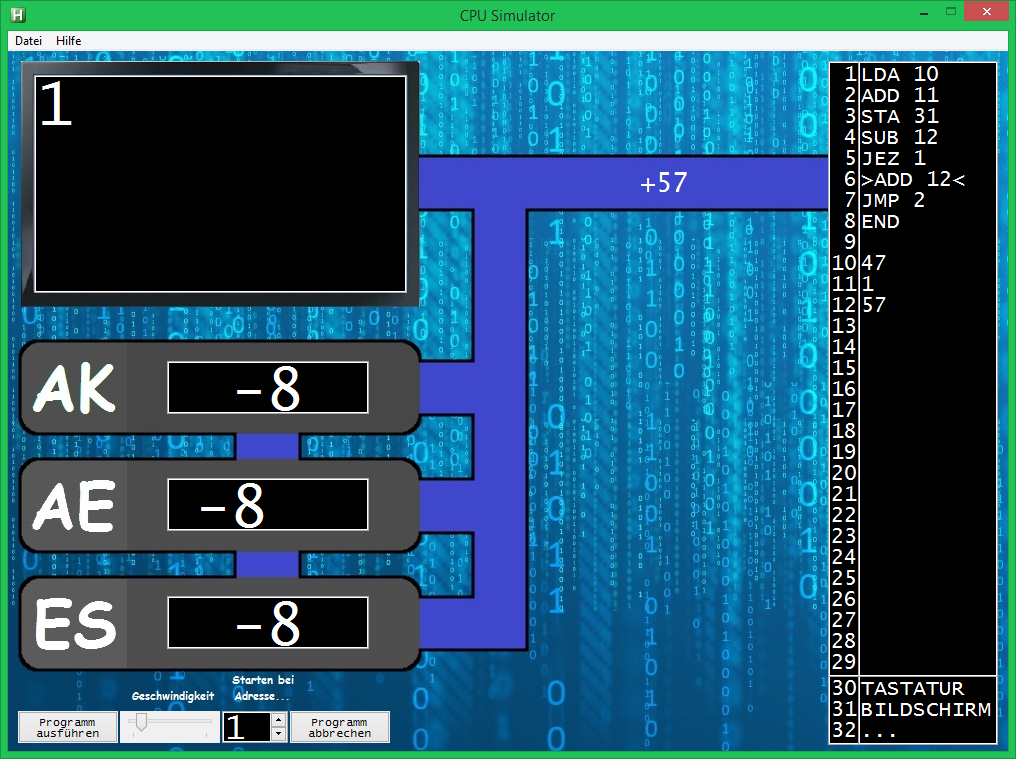 CPU Simulator
Datei Hilfe
1
+57
AK -8
AE -8
ES -8
Geschwindigkeit
Starten bei
Adresse...
Programm
ausführen
1
Programm
abbrechen
1 LDA 10
2 ADD 11
3 STA 31
4 SUB 12
5 JEZ 1
6 >ADD 12<
7 JMP 2
8 END
9
10 47
11 1
12 57
13
14
15
16
17
18
19
20
21
22
23
24
25
26
27
28
29
30 TASTATUR
31 BILDSCHIRM
32 ...